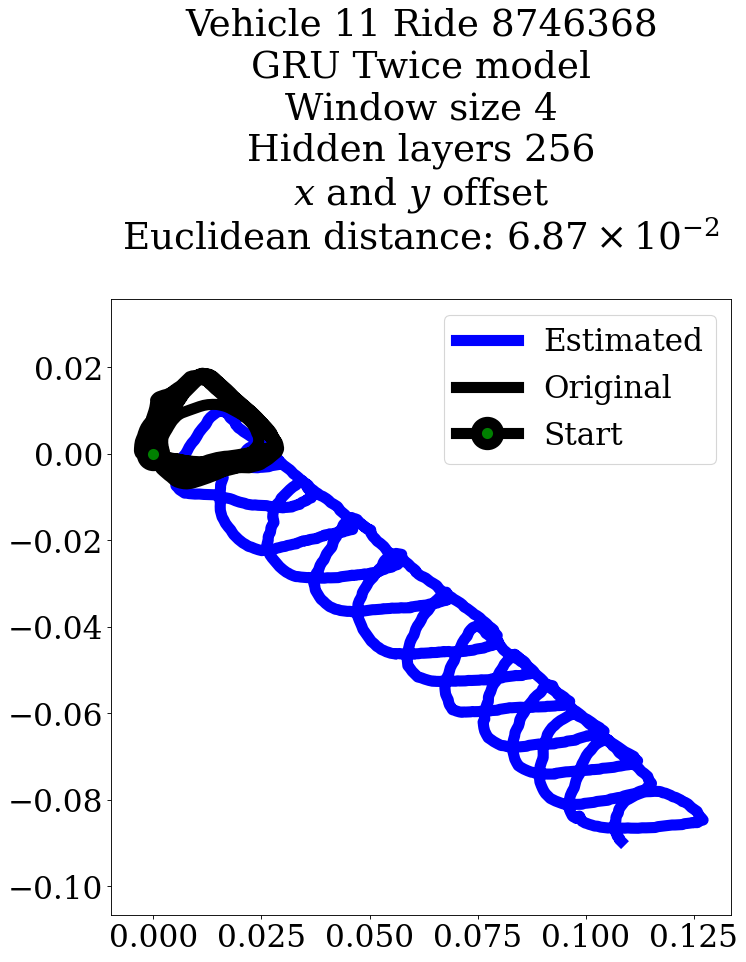 Vehicle 11 Ride 8746368
GRU Twice model
Window size 4
Hidden layers 256
x and y offset
Euclidean distance: 6.87 × 10⁻²
Estimated
Original
Start
0.02
0.00
−0.02
−0.04
−0.06
−0.08
−0.10
0.000 0.025 0.050 0.075 0.100 0.125